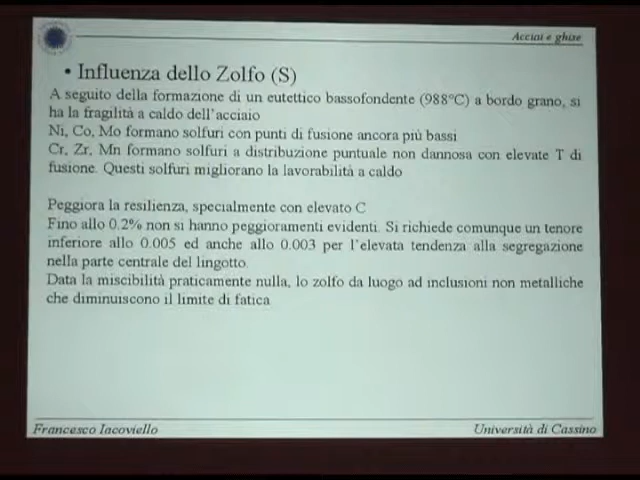 Acciai e ghise
• Influenza dello Zolfo (S)
A seguito della formazione di un eutettico bassofondente (988°C) a bordo grano, si
ha la fragilità a caldo dell'acciaio
Ni, Co, Mo formano solfuri con punti di fusione ancora più bassi
Cr, Zr, Mn formano solfuri a distribuzione puntuale non dannosa con elevate T di
fusione. Questi solfuri migliorano la lavorabilità a caldo
Peggiora la resilienza, specialmente con elevato C
Fino allo 0.2% non si hanno peggioramenti evidenti. Si richiede comunque un tenore
inferiore allo 0.005 ed anche allo 0.003 per l'elevata tendenza alla segregazione
nella parte centrale del lingotto.
Data la miscibilità praticamente nulla, lo zolfo da luogo ad inclusioni non metalliche
che diminuiscono il limite di fatica
Francesco Iacoviello
Università di Cassino